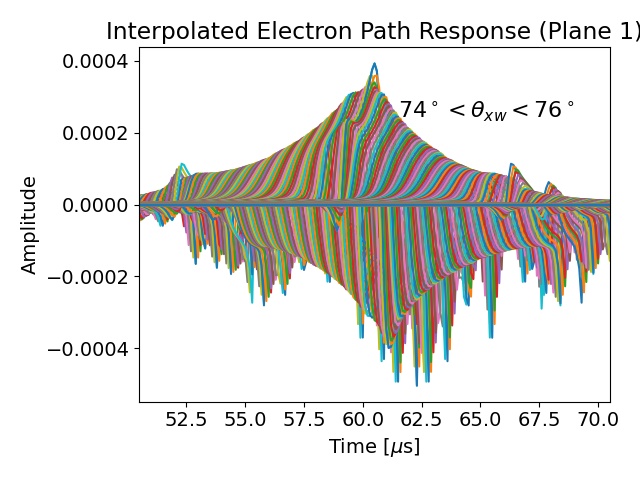 Interpolated Electron Path Response (Plane 1)
0.0004
0.0002
0.0000
−0.0002
−0.0004
Amplitude
74° < θxw < 76°
52.5 55.0 57.5 60.0 62.5 65.0 67.5 70.0
Time [μs]